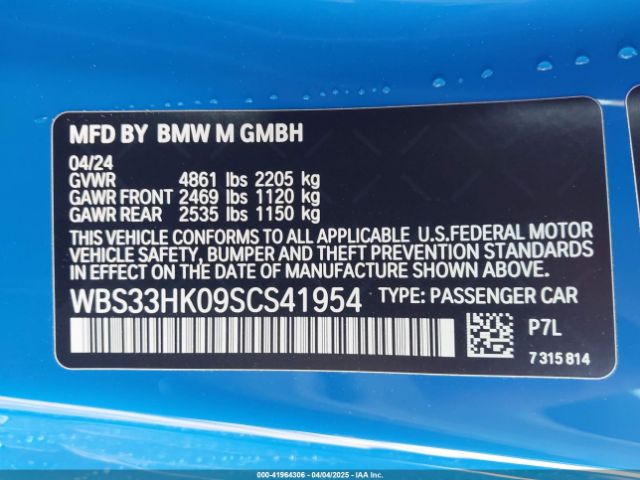 MFD BY BMW M GMBH
04/24
GVWR 4861 lbs 2205 kg
GAWR FRONT 2469 lbs 1120 kg
GAWR REAR 2535 lbs 1150 kg
THIS VEHICLE CONFORMS TO ALL APPLICABLE U.S.FEDERAL MOTOR
VEHICLE SAFETY, BUMPER AND THEFT PREVENTION STANDARDS
IN EFFECT ON THE DATE OF MANUFACTURE SHOWN ABOVE.
WBS33HK09SCS41954 TYPE: PASSENGER CAR
P7L
7 315 814
000-41964306 - 04/04/2025 - IAA Inc.